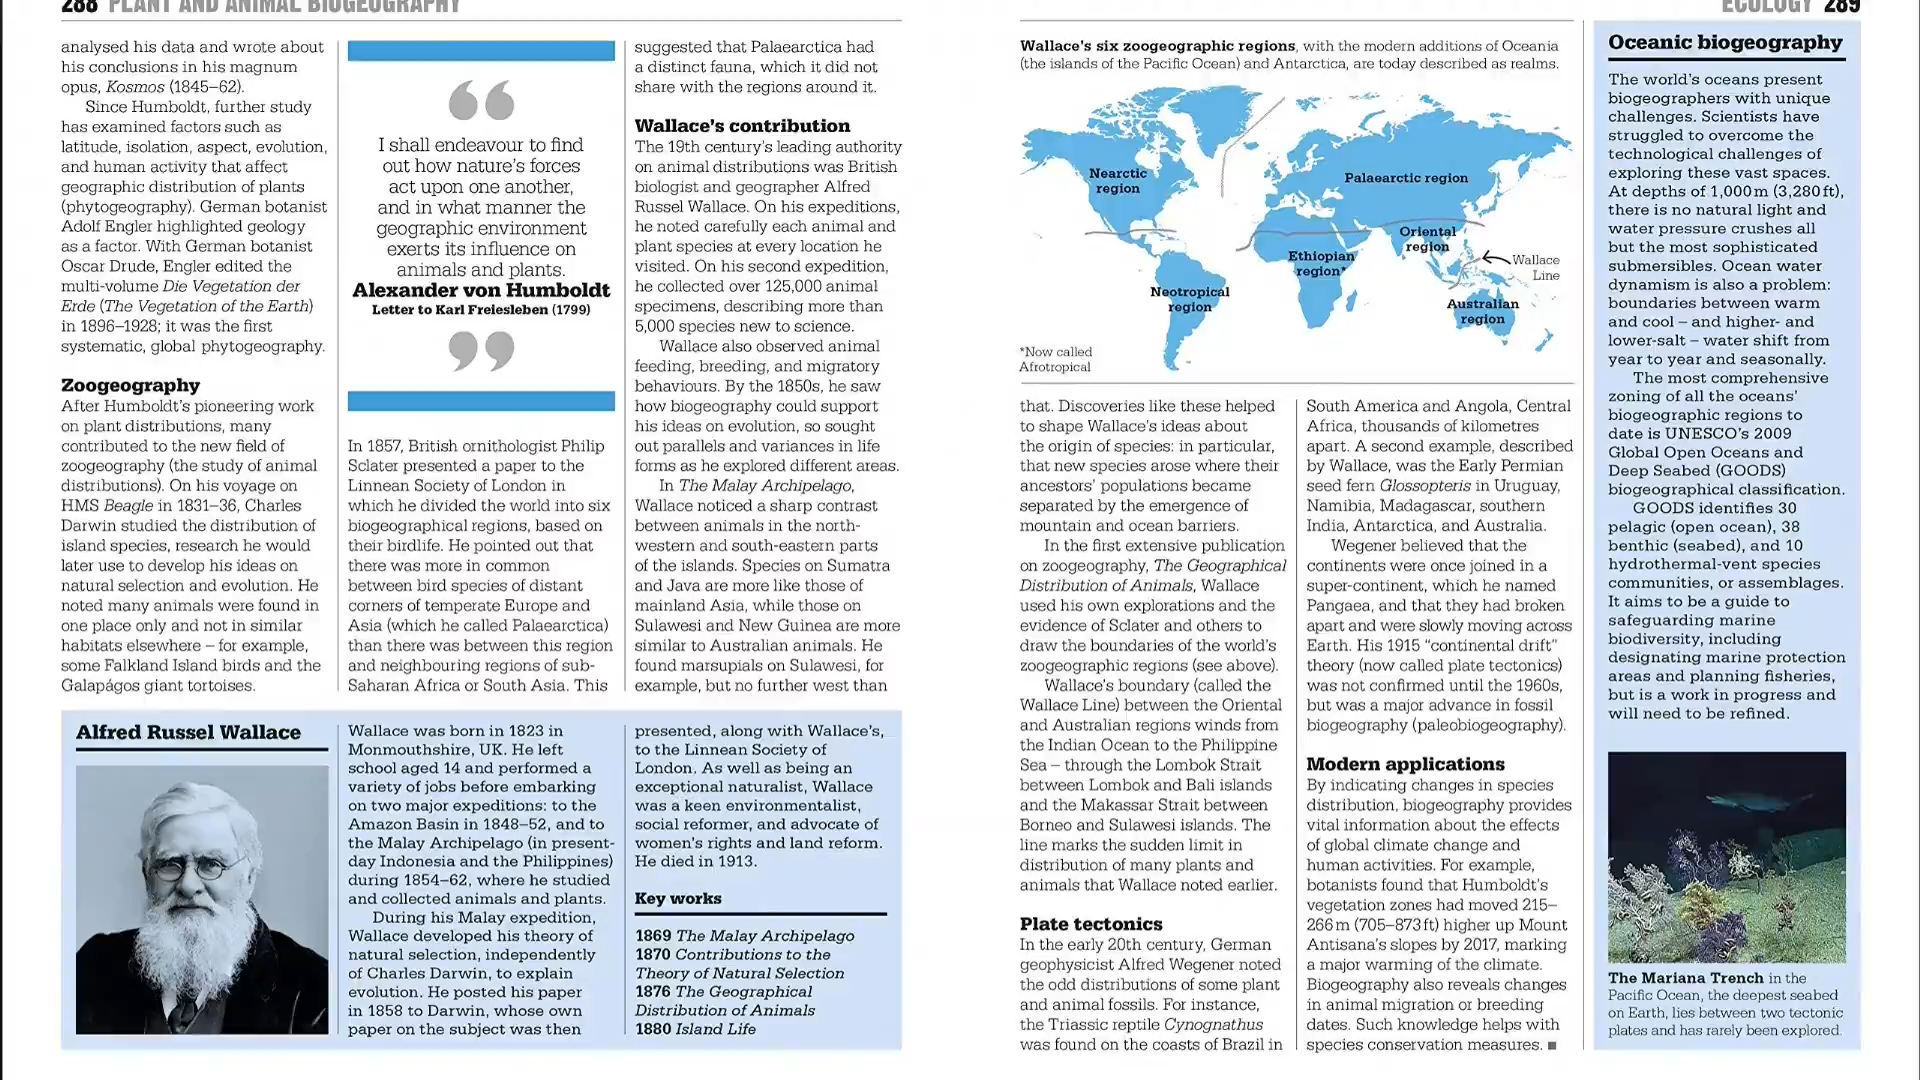 288 PLANT AND ANIMAL BIOGEOGRAPHY
analysed his data and wrote about
his conclusions in his magnum
opus, Kosmos (1845–62).
Since Humboldt, further study
has examined factors such as
latitude, isolation, aspect, evolution,
and human activity that affect
geographic distribution of plants
(phytogeography). German botanist
Adolf Engler highlighted geology
as a factor. With German botanist
Oscar Drude, Engler edited the
multi-volume Die Vegetation der
Erde (The Vegetation of the Earth)
in 1896–1928; it was the first
systematic, global phytogeography.
Zoogeography
After Humboldt's pioneering work
on plant distributions, many
contributed to the new field of
zoogeography (the study of animal
distributions). On his voyage on
HMS Beagle in 1831–36, Charles
Darwin studied the distribution of
island species, research he would
later use to develop his ideas on
natural selection and evolution. He
noted many animals were found in
one place only and not in similar
habitats elsewhere – for example,
some Falkland Island birds and the
Galapágos giant tortoises.
“
I shall endeavour to find
out how nature's forces
act upon one another,
and in what manner the
geographic environment
exerts its influence on
animals and plants.
Alexander von Humboldt
Letter to Karl Freiesleben (1799)
”
In 1857, British ornithologist Philip
Sclater presented a paper to the
Linnean Society of London in
which he divided the world into six
biogeographical regions, based on
their birdlife. He pointed out that
there was more in common
between bird species of distant
corners of temperate Europe and
Asia (which he called Palaearctica)
than there was between this region
and neighbouring regions of sub-
Saharan Africa or South Asia. This
suggested that Palaearctica had
a distinct fauna, which it did not
share with the regions around it.
Wallace's contribution
The 19th century's leading authority
on animal distributions was British
biologist and geographer Alfred
Russel Wallace. On his expeditions,
he noted carefully each animal and
plant species at every location he
visited. On his second expedition,
he collected over 125,000 animal
specimens, describing more than
5,000 species new to science.
Wallace also observed animal
feeding, breeding, and migratory
behaviours. By the 1850s, he saw
how biogeography could support
his ideas on evolution, so sought
out parallels and variances in life
forms as he explored different areas.
In The Malay Archipelago,
Wallace noticed a sharp contrast
between animals in the north-
western and south-eastern parts
of the islands. Species on Sumatra
and Java are more like those of
mainland Asia, while those on
Sulawesi and New Guinea are more
similar to Australian animals. He
found marsupials on Sulawesi, for
example, but no further west than
Alfred Russel Wallace
Wallace was born in 1823 in
Monmouthshire, UK. He left
school aged 14 and performed a
variety of jobs before embarking
on two major expeditions: to the
Amazon Basin in 1848–52, and to
the Malay Archipelago (in present-
day Indonesia and the Philippines)
during 1854–62, where he studied
and collected animals and plants.
During his Malay expedition,
Wallace developed his theory of
natural selection, independently
of Charles Darwin, to explain
evolution. He posted his paper
in 1858 to Darwin, whose own
paper on the subject was then
presented, along with Wallace's,
to the Linnean Society of
London. As well as being an
exceptional naturalist, Wallace
was a keen environmentalist,
social reformer, and advocate of
women's rights and land reform.
He died in 1913.
Key works
1869 The Malay Archipelago
1870 Contributions to the
Theory of Natural Selection
1876 The Geographical
Distribution of Animals
1880 Island Life
ECOLOGY 289
Wallace's six zoogeographic regions, with the modern additions of Oceania
(the islands of the Pacific Ocean) and Antarctica, are today described as realms.
Nearctic
region
Palaearctic region
Oriental
region
Ethiopian
region*
Wallace
Line
Neotropical
region
Australian
region
*Now called
Afrotropical
that. Discoveries like these helped
to shape Wallace's ideas about
the origin of species: in particular,
that new species arose where their
ancestors' populations became
separated by the emergence of
mountain and ocean barriers.
In the first extensive publication
on zoogeography, The Geographical
Distribution of Animals, Wallace
used his own explorations and the
evidence of Sclater and others to
draw the boundaries of the world's
zoogeographic regions (see above).
Wallace's boundary (called the
Wallace Line) between the Oriental
and Australian regions winds from
the Indian Ocean to the Philippine
Sea – through the Lombok Strait
between Lombok and Bali islands
and the Makassar Strait between
Borneo and Sulawesi islands. The
line marks the sudden limit in
distribution of many plants and
animals that Wallace noted earlier.
Plate tectonics
In the early 20th century, German
geophysicist Alfred Wegener noted
the odd distributions of some plant
and animal fossils. For instance,
the Triassic reptile Cynognathus
was found on the coasts of Brazil in
South America and Angola, Central
Africa, thousands of kilometres
apart. A second example, described
by Wallace, was the Early Permian
seed fern Glossopteris in Uruguay,
Namibia, Madagascar, southern
India, Antarctica, and Australia.
Wegener believed that the
continents were once joined in a
super-continent, which he named
Pangaea, and that they had broken
apart and were slowly moving across
Earth. His 1915 "continental drift"
theory (now called plate tectonics)
was not confirmed until the 1960s,
but was a major advance in fossil
biogeography (paleobiogeography).
Modern applications
By indicating changes in species
distribution, biogeography provides
vital information about the effects
of global climate change and
human activities. For example,
botanists found that Humboldt's
vegetation zones had moved 215–
266 m (705–873 ft) higher up Mount
Antisana's slopes by 2017, marking
a major warming of the climate.
Biogeography also reveals changes
in animal migration or breeding
dates. Such knowledge helps with
species conservation measures. ■
Oceanic biogeography
The world's oceans present
biogeographers with unique
challenges. Scientists have
struggled to overcome the
technological challenges of
exploring these vast spaces.
At depths of 1,000 m (3,280 ft),
there is no natural light and
water pressure crushes all
but the most sophisticated
submersibles. Ocean water
dynamism is also a problem:
boundaries between warm
and cool – and higher- and
lower-salt – water shift from
year to year and seasonally.
The most comprehensive
zoning of all the oceans'
biogeographic regions to
date is UNESCO's 2009
Global Open Oceans and
Deep Seabed (GOODS)
biogeographical classification.
GOODS identifies 30
pelagic (open ocean), 38
benthic (seabed), and 10
hydrothermal-vent species
communities, or assemblages.
It aims to be a guide to
safeguarding marine
biodiversity, including
designating marine protection
areas and planning fisheries,
but is a work in progress and
will need to be refined.
The Mariana Trench in the
Pacific Ocean, the deepest seabed
on Earth, lies between two tectonic
plates and has rarely been explored.